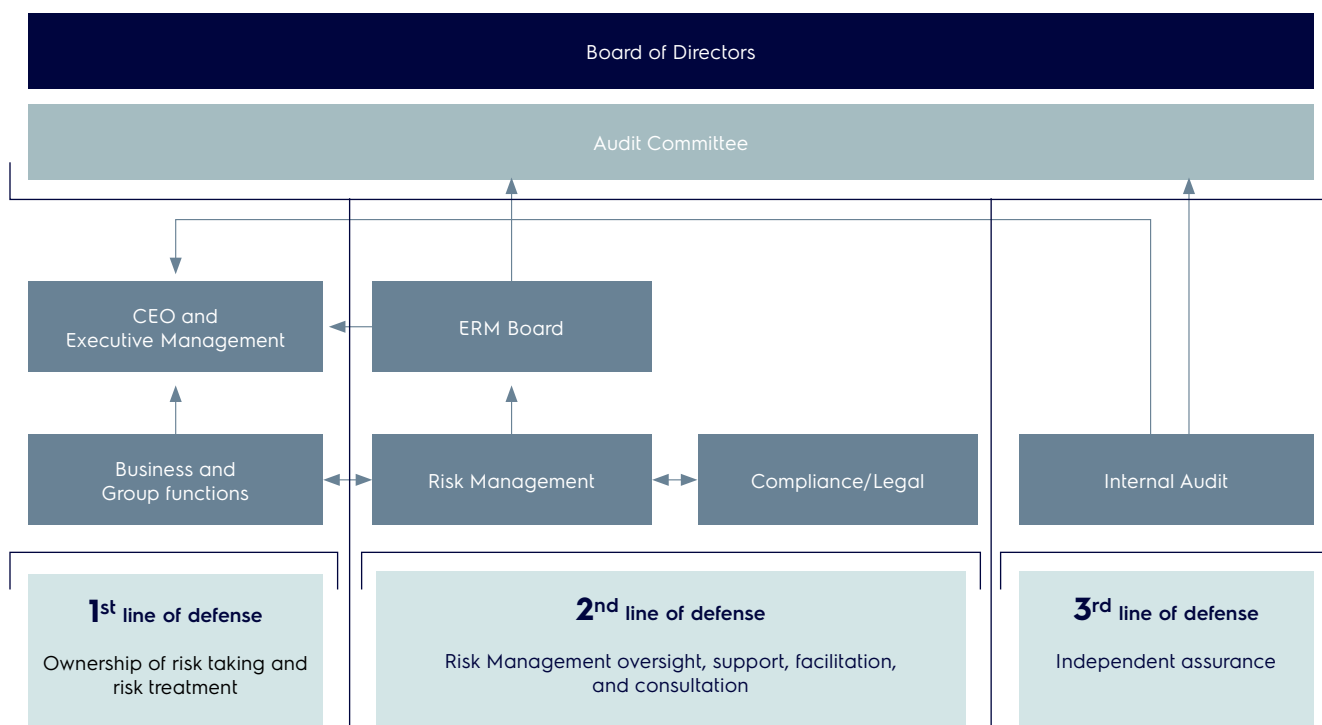 Board of Directors
Audit Committee
CEO and
Executive Management
ERM Board
Business and
Group functions
Risk Management
Compliance/Legal
Internal Audit
1st line of defense
Ownership of risk taking and
risk treatment
2nd line of defense
Risk Management oversight, support, facilitation,
and consultation
3rd line of defense
Independent assurance